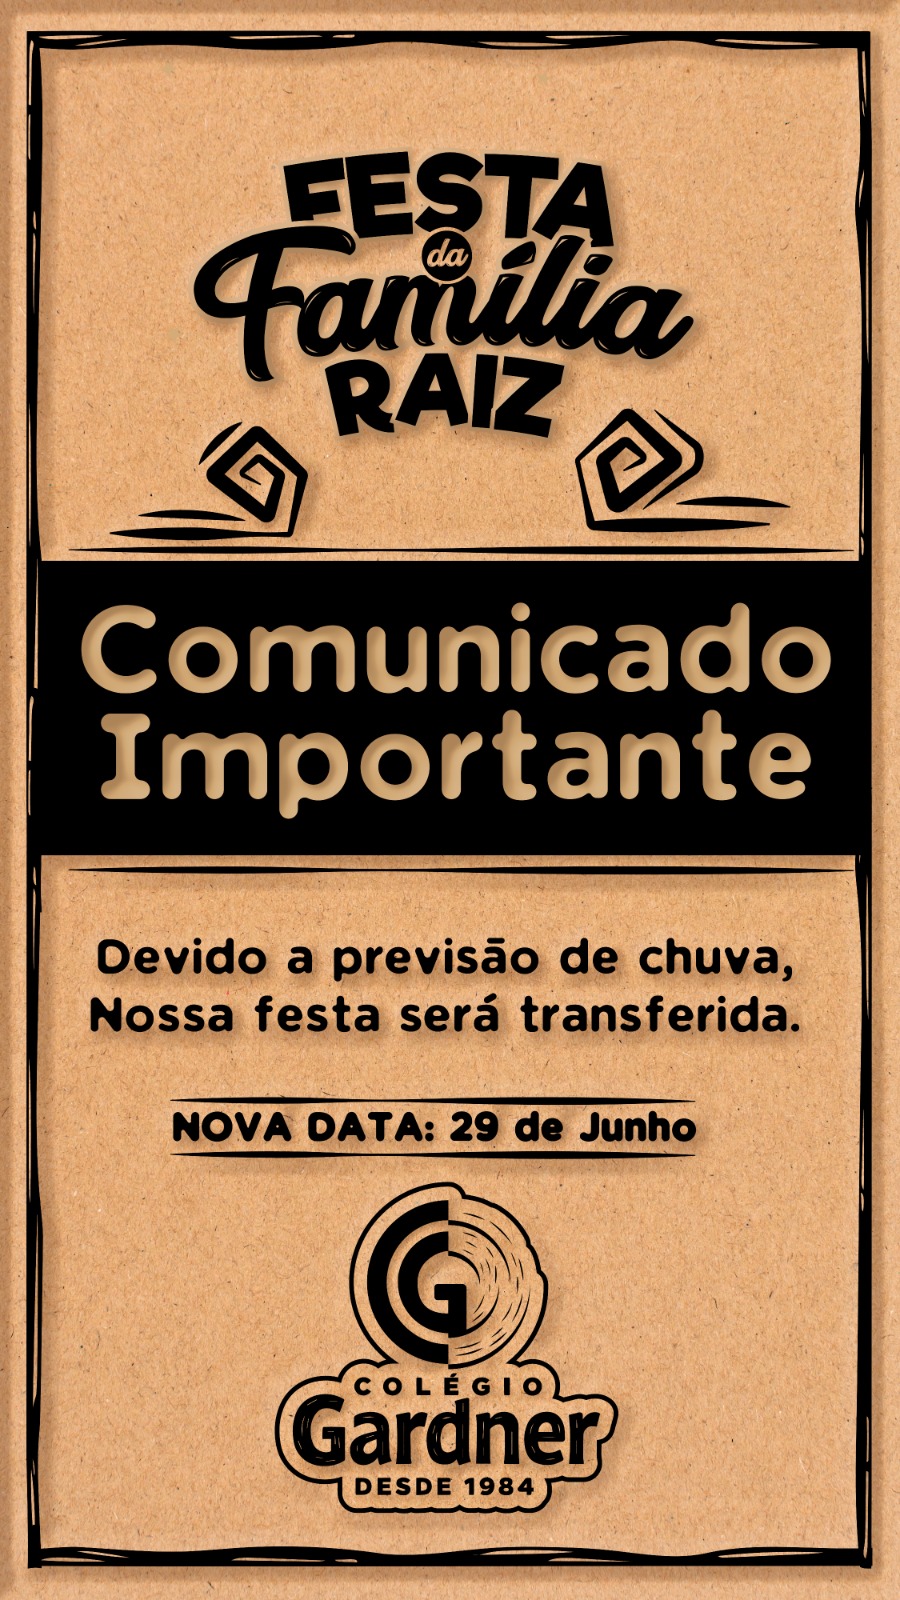 FESTA
da
Família
RAIZ
Comunicado
Importante
Devido a previsão de chuva,
Nossa festa será transferida.
NOVA DATA: 29 de Junho
G
COLÉGIO
Gardner
DESDE 1984